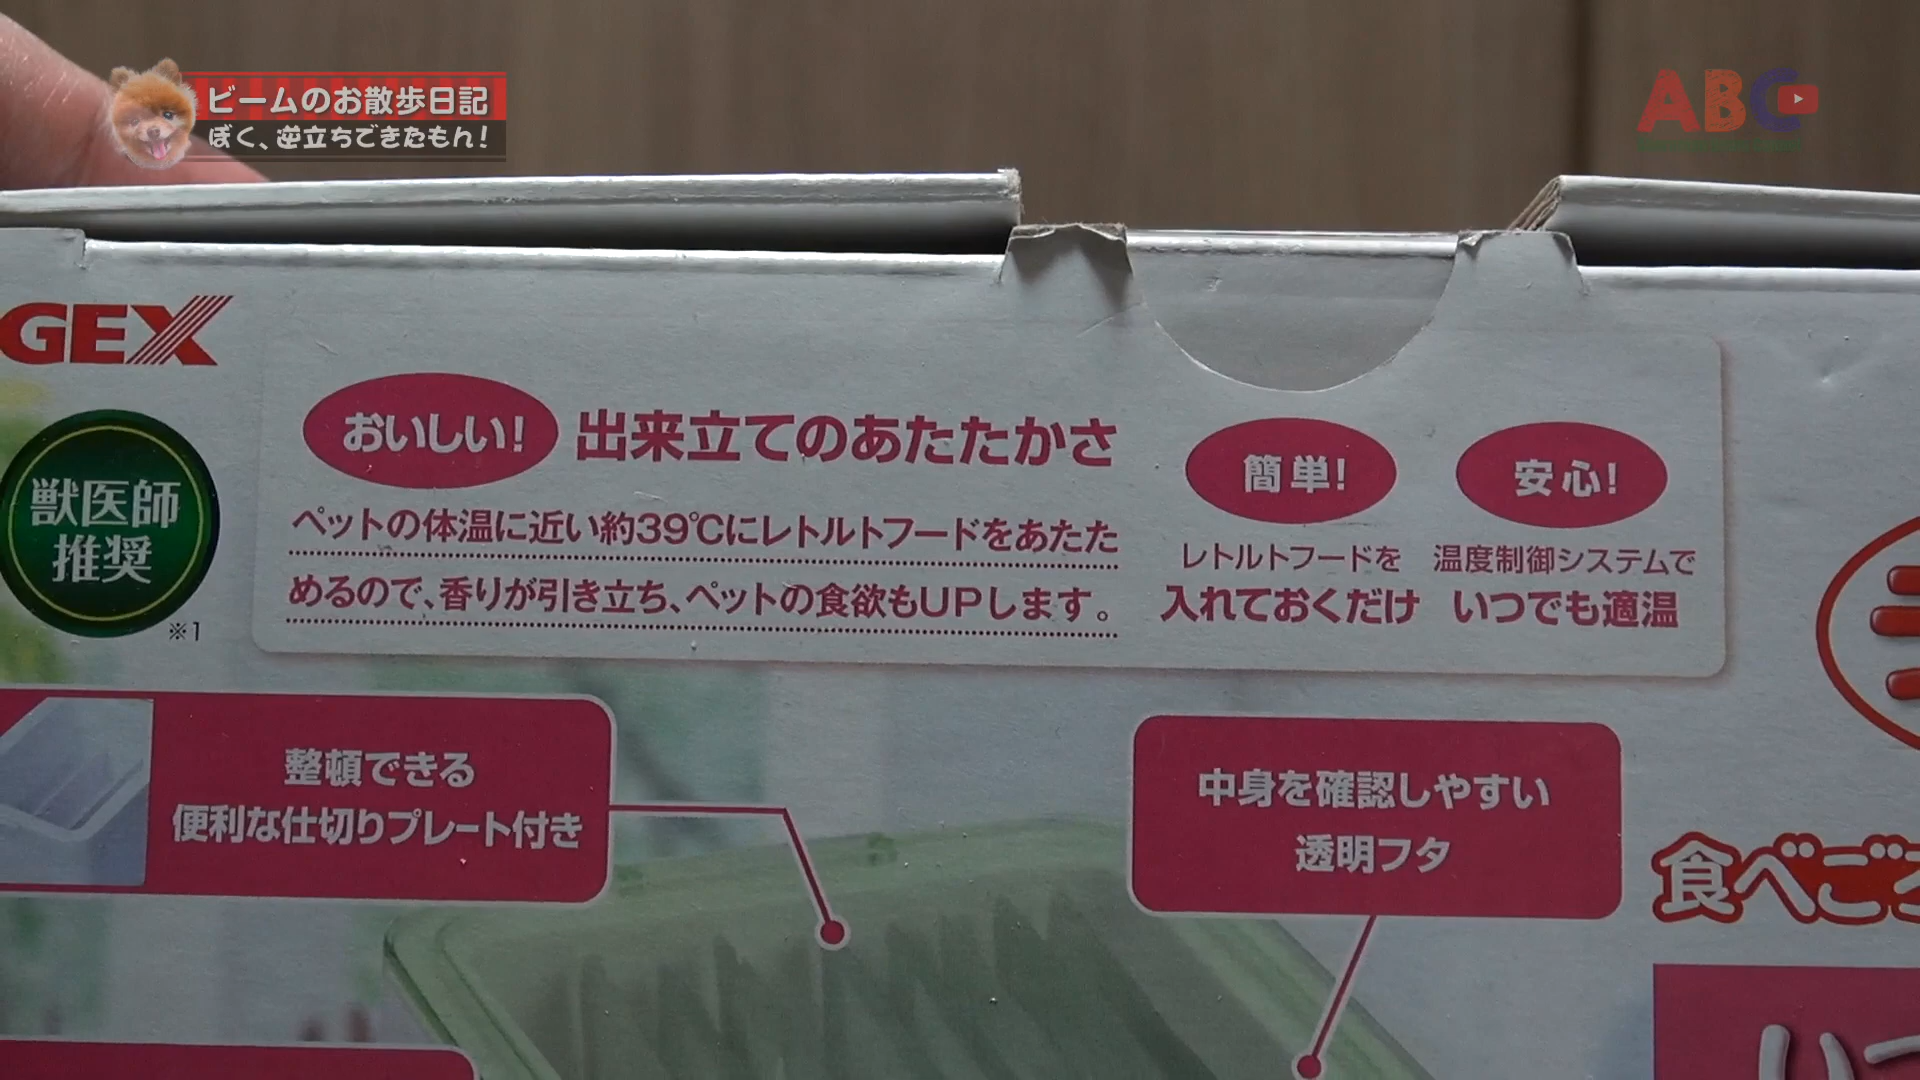 ビームのお散歩日記
ぼく、逆立ちできたもん!
ABC
GEX
獣医師
推奨
※1
おいしい! 出来立てのあたたかさ
ペットの体温に近い約39℃にレトルトフードをあたた
めるので、香りが引き立ち、ペットの食欲もUPします。
簡単!
レトルトフードを
入れておくだけ
安心!
温度制御システムで
いつでも適温
整頓できる
便利な仕切りプレート付き
中身を確認しやすい
透明フタ
食べごろ